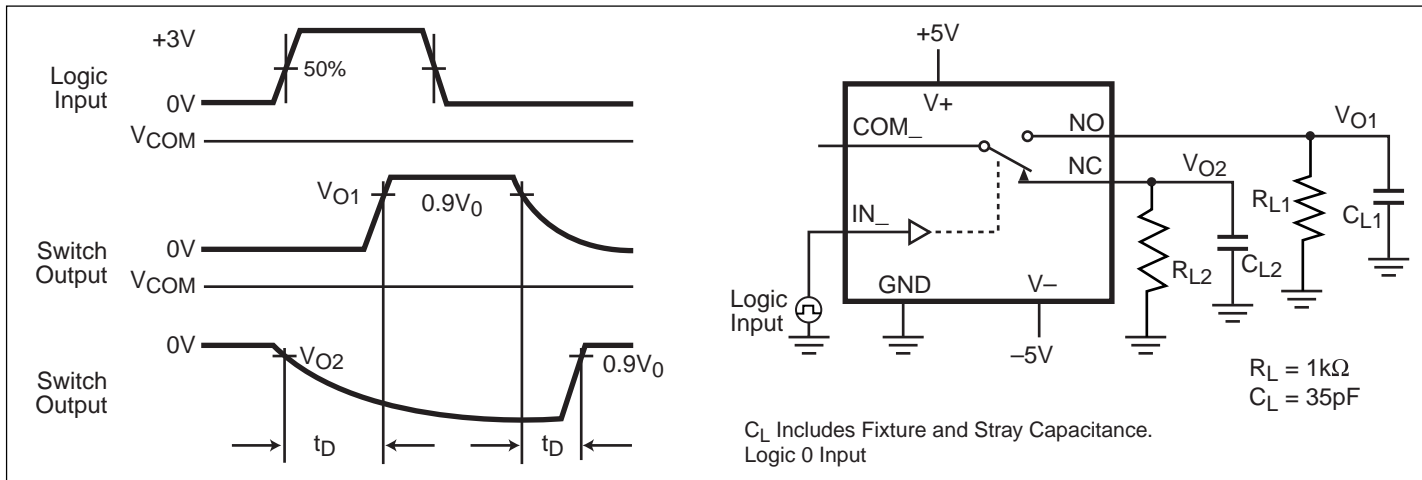 +3V
Logic
Input
50%
0V
VCOM
VO1
0.9V0
0V
Switch
Output
VCOM
0V
VO2
0.9V0
Switch
Output
tD
tD
+5V
V+
COM_
NO
VO1
NC
VO2
IN_
RL1
CL1
RL2
CL2
GND
V–
Logic
Input
–5V
RL = 1kΩ
CL = 35pF
CL Includes Fixture and Stray Capacitance.
Logic 0 Input